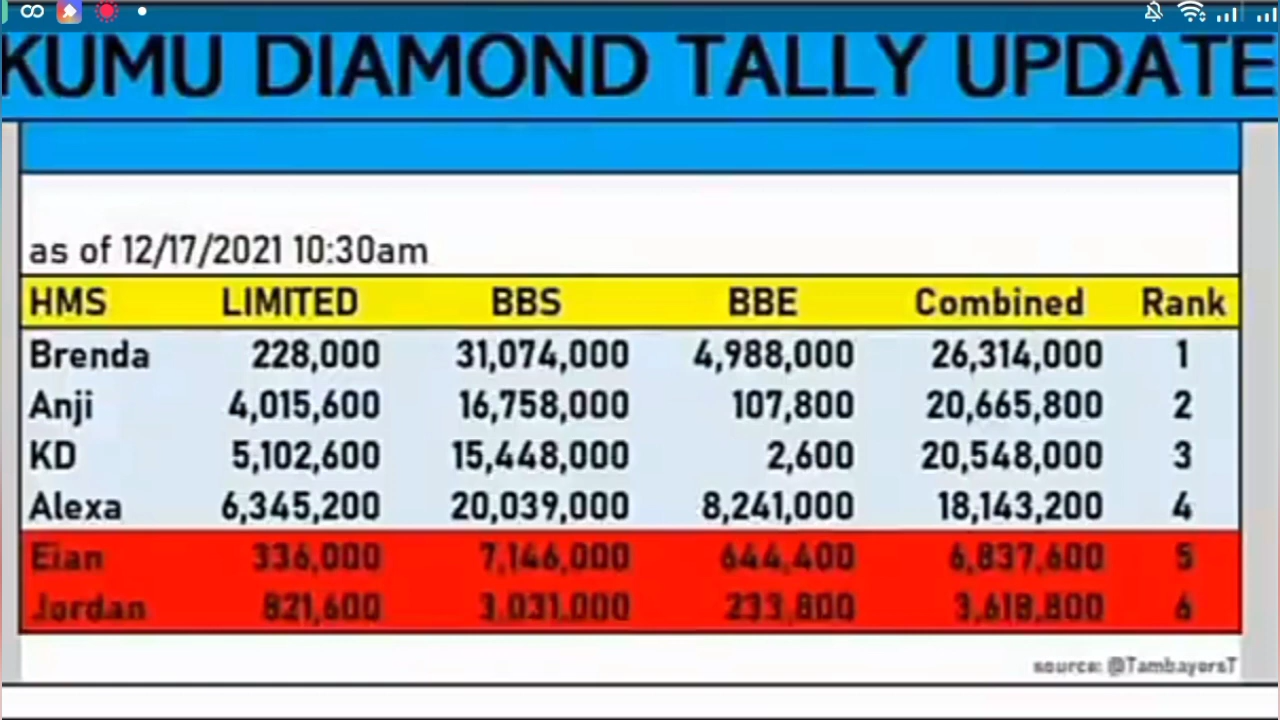 KUMU DIAMOND TALLY UPDATE
as of 12/17/2021 10:30am
HMS LIMITED BBS BBE Combined Rank
Brenda 228,000 31,074,000 4,988,000 26,314,000 1
Anji 4,015,600 16,758,000 107,800 20,665,800 2
KD 5,102,600 15,448,000 2,600 20,548,000 3
Alexa 6,345,200 20,039,000 8,241,000 18,143,200 4
Eian 336,000 7,146,000 644,400 6,837,600 5
Jordan 821,600 3,031,000 233,800 3,618,800 6
source: @TambayersT